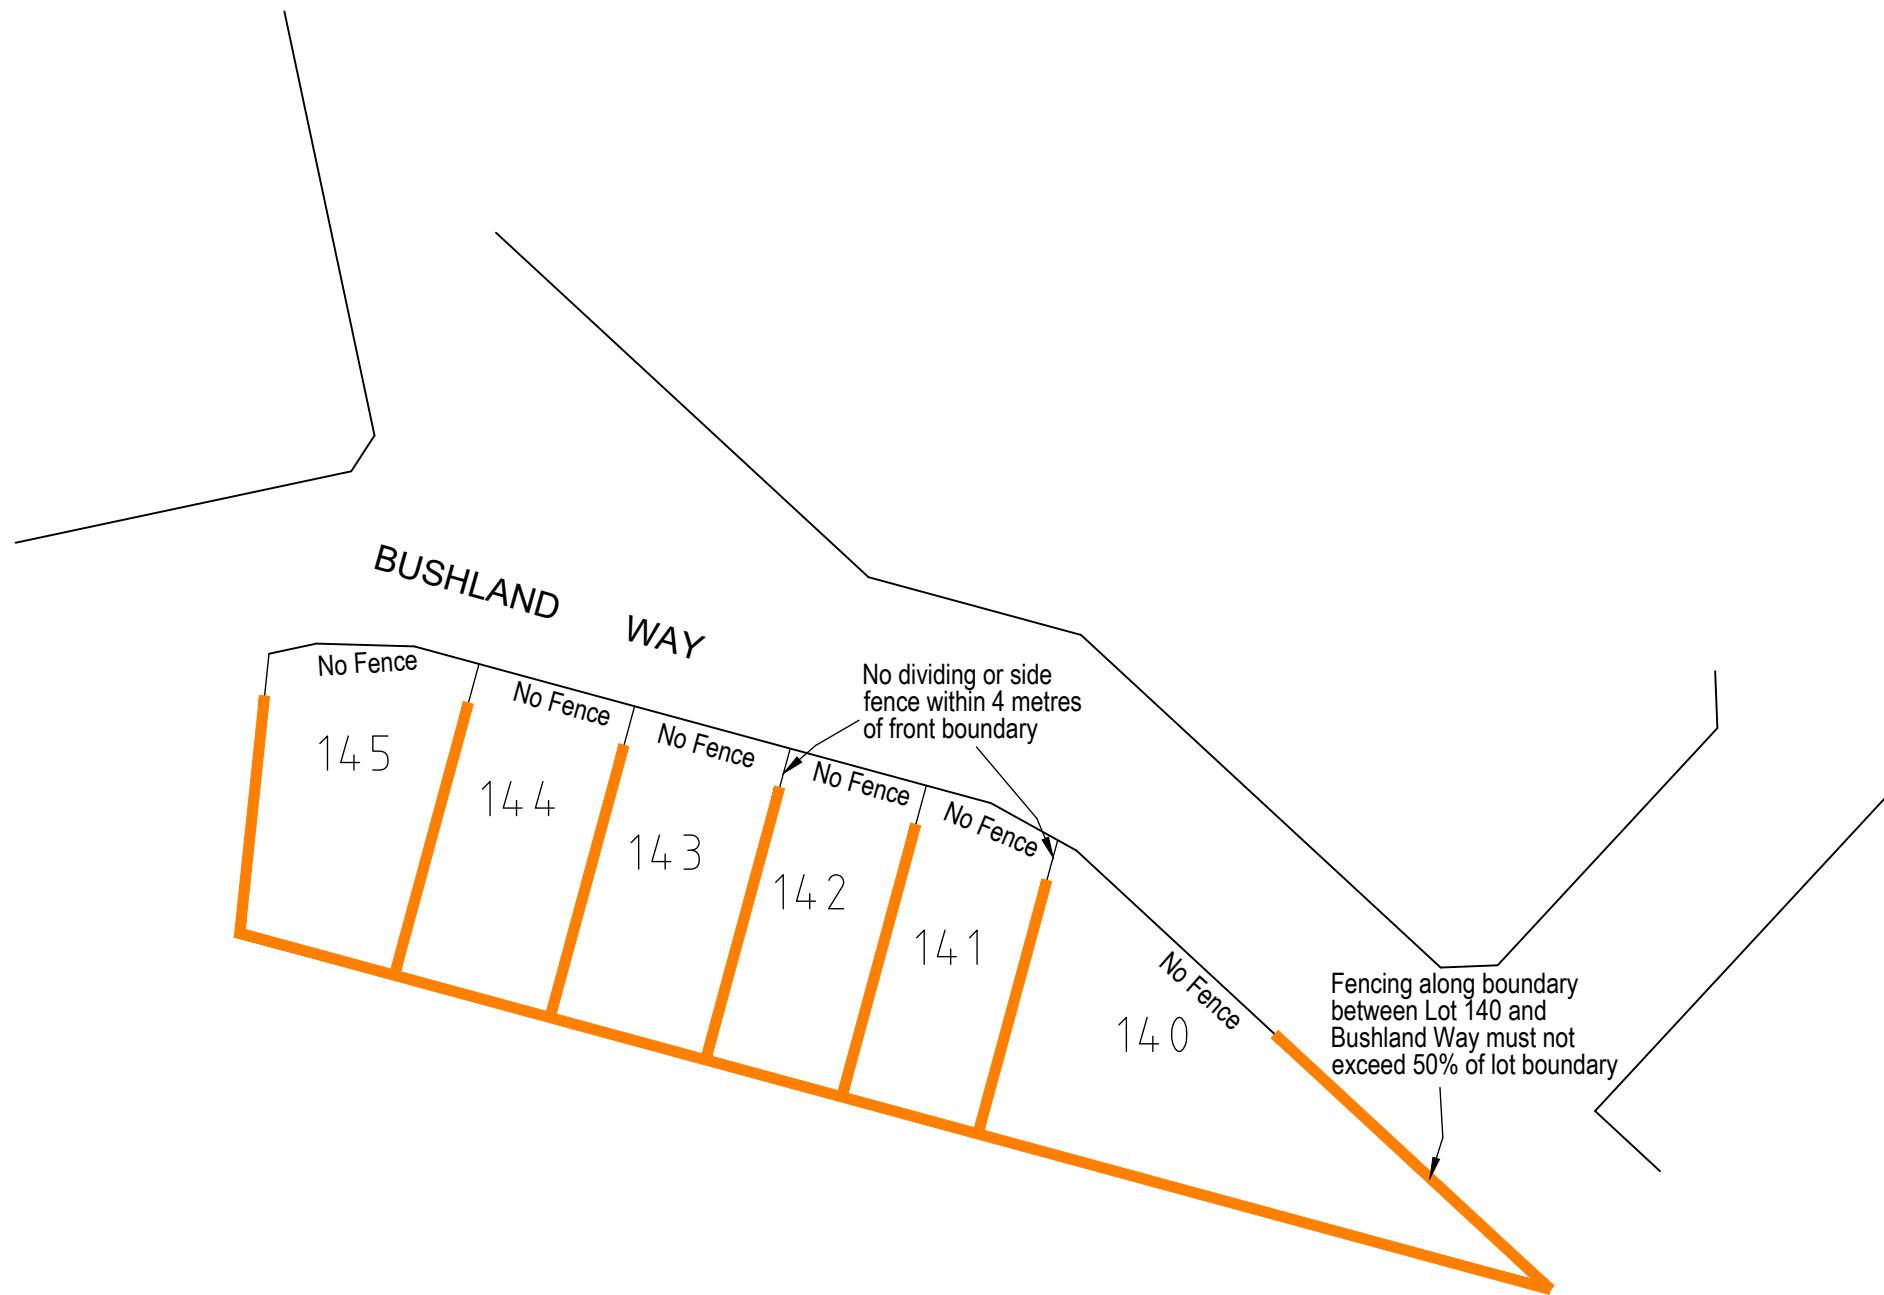 BUSHLAND WAY
No dividing or side
fence within 4 metres
of front boundary
No Fence
No Fence
No Fence
No Fence
No Fence
145
144
143
142
141
No Fence
140
Fencing along boundary
between Lot 140 and
Bushland Way must not
exceed 50% of lot boundary